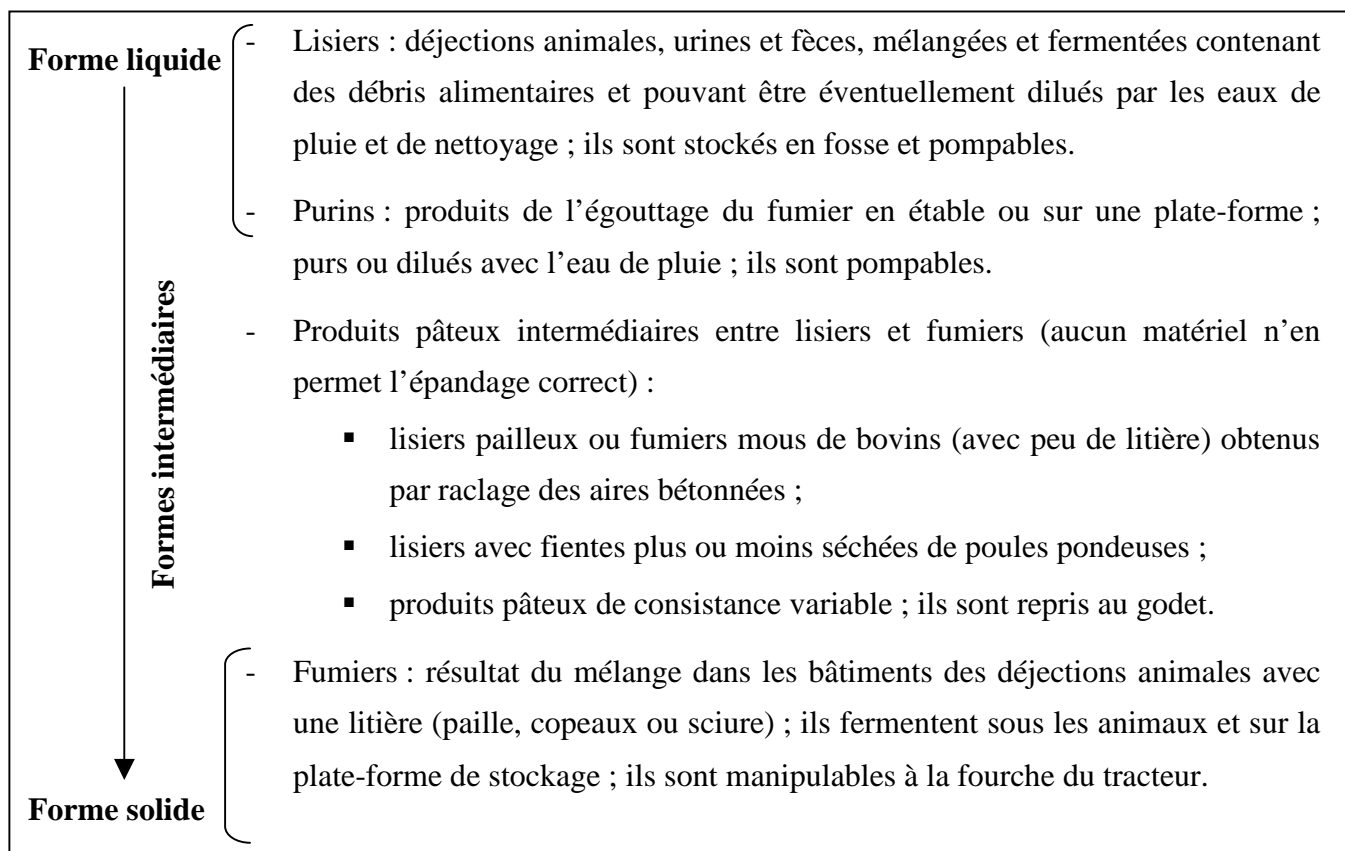 Forme liquide
- Lisiers : déjections animales, urines et fèces, mélangées et fermentées contenant
des débris alimentaires et pouvant être éventuellement dilués par les eaux de
pluie et de nettoyage ; ils sont stockés en fosse et pompables.
- Purins : produits de l’égouttage du fumier en étable ou sur une plate-forme ;
purs ou dilués avec l’eau de pluie ; ils sont pompables.
Formes intermédiaires
- Produits pâteux intermédiaires entre lisiers et fumiers (aucun matériel n’en
permet l’épandage correct) :
▪ lisiers pailleux ou fumiers mous de bovins (avec peu de litière) obtenus
par raclage des aires bétonnées ;
▪ lisiers avec fientes plus ou moins séchées de poules pondeuses ;
▪ produits pâteux de consistance variable ; ils sont repris au godet.
- Fumiers : résultat du mélange dans les bâtiments des déjections animales avec
une litière (paille, copeaux ou sciure) ; ils fermentent sous les animaux et sur la
plate-forme de stockage ; ils sont manipulables à la fourche du tracteur.
Forme solide